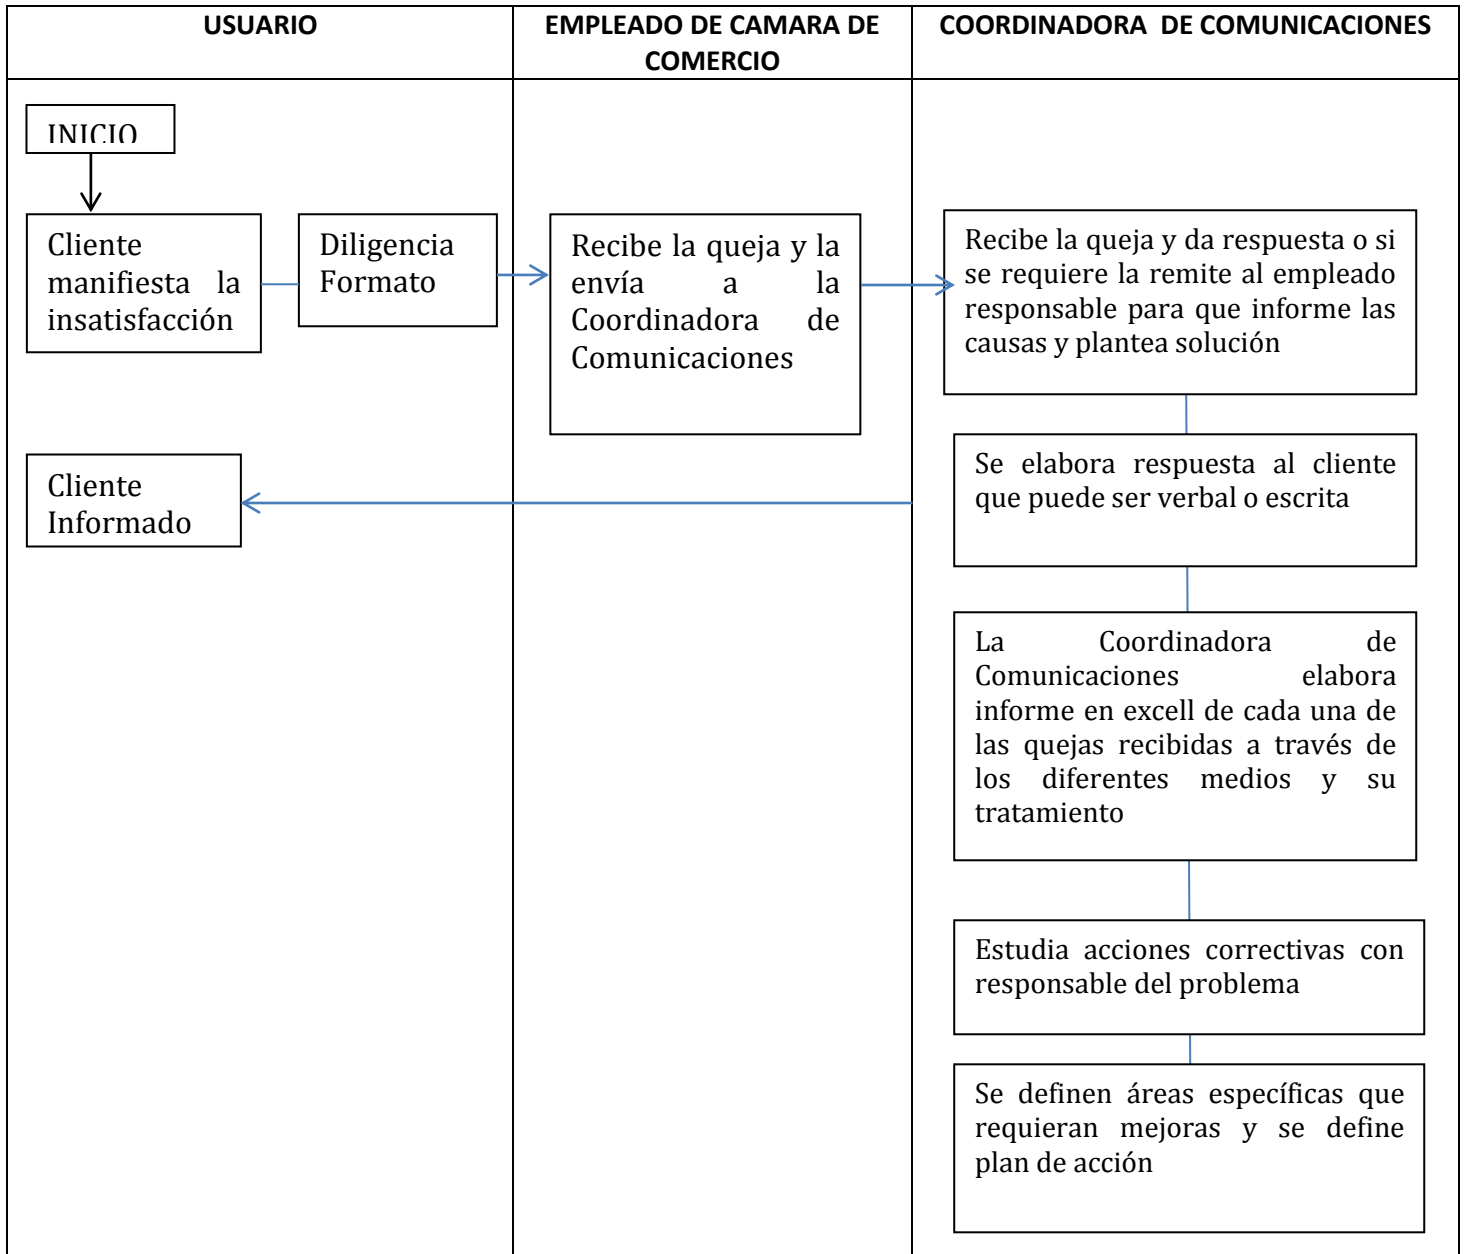 USUARIO
EMPLEADO DE CAMARA DE
COMERCIO
COORDINADORA DE COMUNICACIONES
INICIO
Cliente
manifiesta la
insatisfacción
Diligencia
Formato
Recibe la queja y la
envía a la
Coordinadora de
Comunicaciones
Recibe la queja y da respuesta o si
se requiere la remite al empleado
responsable para que informe las
causas y plantea solución
Se elabora respuesta al cliente
que puede ser verbal o escrita
Cliente
Informado
La Coordinadora de
Comunicaciones elabora
informe en excell de cada una de
las quejas recibidas a través de
los diferentes medios y su
tratamiento
Estudia acciones correctivas con
responsable del problema
Se definen áreas específicas que
requieran mejoras y se define
plan de acción